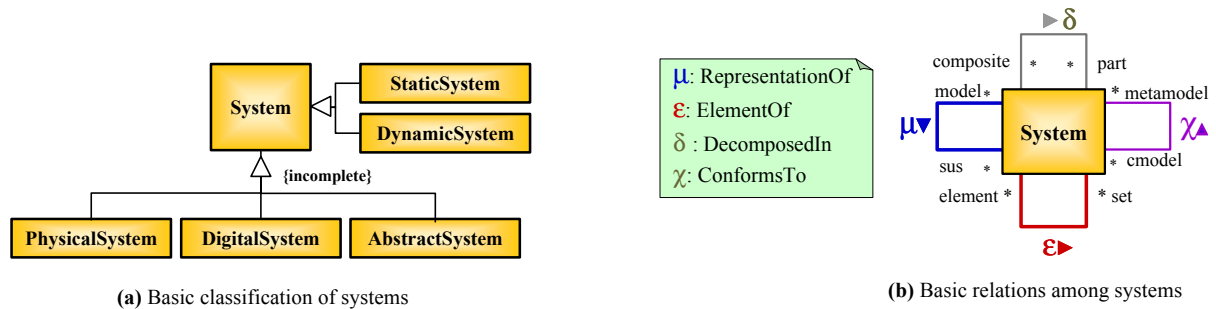 System
StaticSystem
DynamicSystem
{incomplete}
PhysicalSystem
DigitalSystem
AbstractSystem
(a) Basic classification of systems
μ: RepresentationOf
ε: ElementOf
δ: DecomposedIn
χ: ConformsTo
►δ
composite * * part
model * * metamodel
μ▼ System χ▲
sus * * cmodel
element * * set
ε►
(b) Basic relations among systems